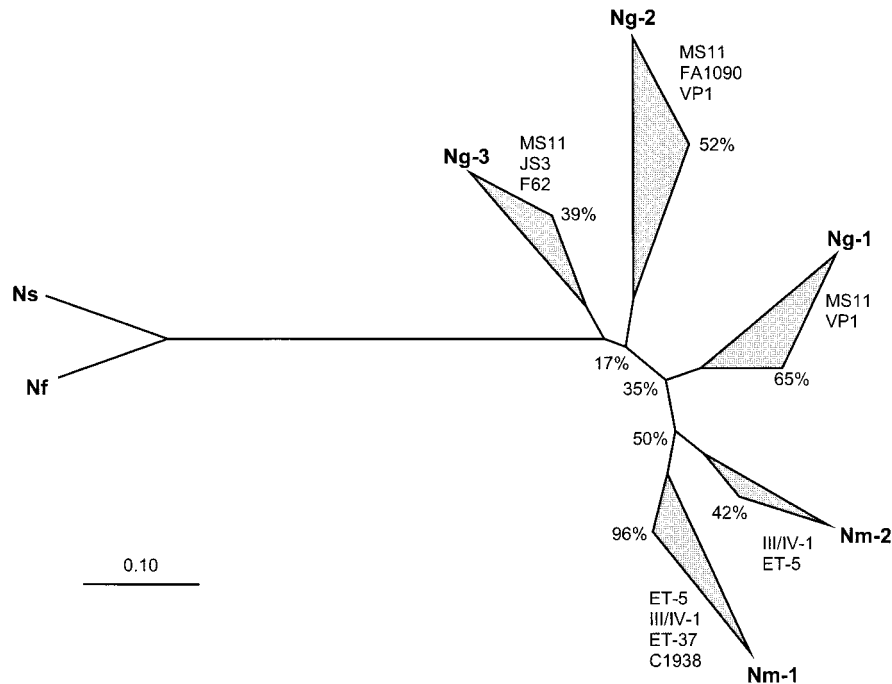 Ng-2
MS11
FA1090
VP1
52%
Ng-3
MS11
JS3
F62
39%
Ng-1
MS11
VP1
65%
Ns
Nf
17%
35%
50%
42%
Nm-2
III/IV-1
ET-5
96%
0.10
ET-5
III/IV-1
ET-37
C1938
Nm-1